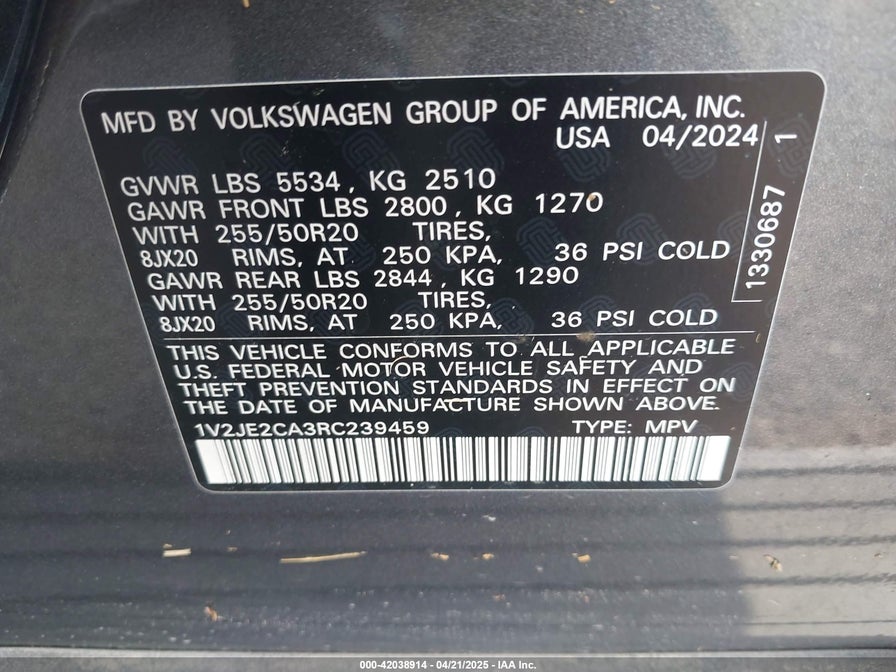 MFD BY VOLKSWAGEN GROUP OF AMERICA, INC.
USA 04/2024
GVWR LBS 5534, KG 2510
GAWR FRONT LBS 2800, KG 1270
WITH 255/50R20 TIRES,
8JX20 RIMS, AT 250 KPA, 36 PSI COLD
GAWR REAR LBS 2844, KG 1290
WITH 255/50R20 TIRES,
8JX20 RIMS, AT 250 KPA, 36 PSI COLD
1330687 1
THIS VEHICLE CONFORMS TO ALL APPLICABLE
U.S. FEDERAL MOTOR VEHICLE SAFETY AND
THEFT PREVENTION STANDARDS IN EFFECT ON
THE DATE OF MANUFACTURE SHOWN ABOVE.
1V2JE2CA3RC239459 TYPE: MPV
000-42038914 - 04/21/2025 - IAA Inc.